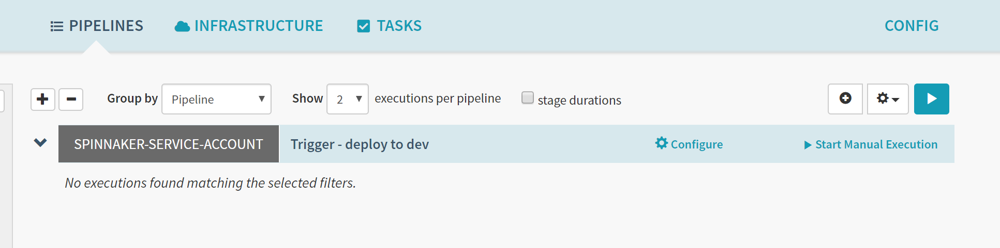 PIPELINES INFRASTRUCTURE TASKS CONFIG
Group by Pipeline Show 2 executions per pipeline stage durations
SPINNAKER-SERVICE-ACCOUNT Trigger - deploy to dev Configure Start Manual Execution
No executions found matching the selected filters.